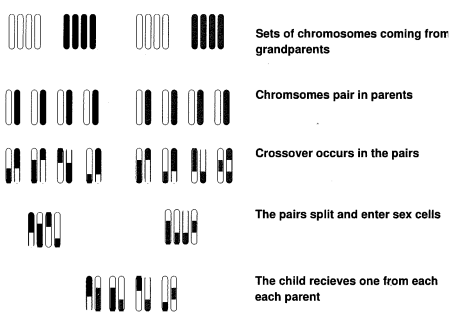 Sets of chromosomes coming from
grandparents
Chromsomes pair in parents
Crossover occurs in the pairs
The pairs split and enter sex cells
The child recieves one from each
each parent